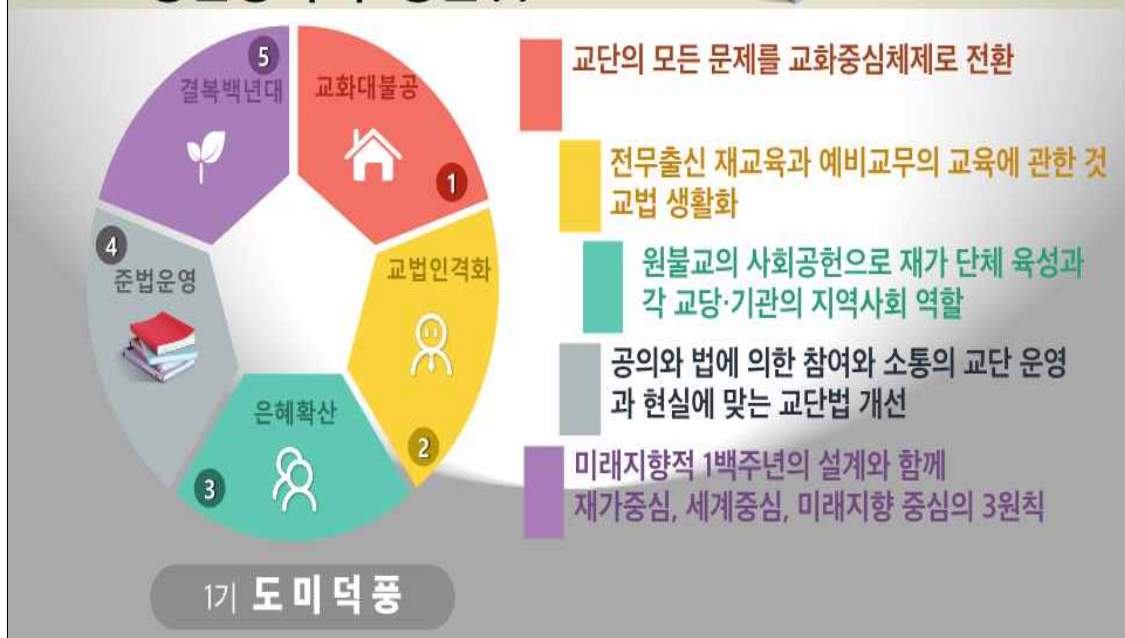 5
결복백년대
교화대불공
1
4
준법운영
교법인격화
은혜확산
2
3
교단의 모든 문제를 교화중심체제로 전환
전무출신 재교육과 예비교무의 교육에 관한 것
교법 생활화
원불교의 사회공헌으로 재가 단체 육성과
각 교당·기관의 지역사회 역할
공의와 법에 의한 참여와 소통의 교단 운영
과 현실에 맞는 교단법 개선
미래지향적 1백주년의 설계와 함께
재가중심, 세계중심, 미래지향 중심의 3원칙
1기 도미덕풍